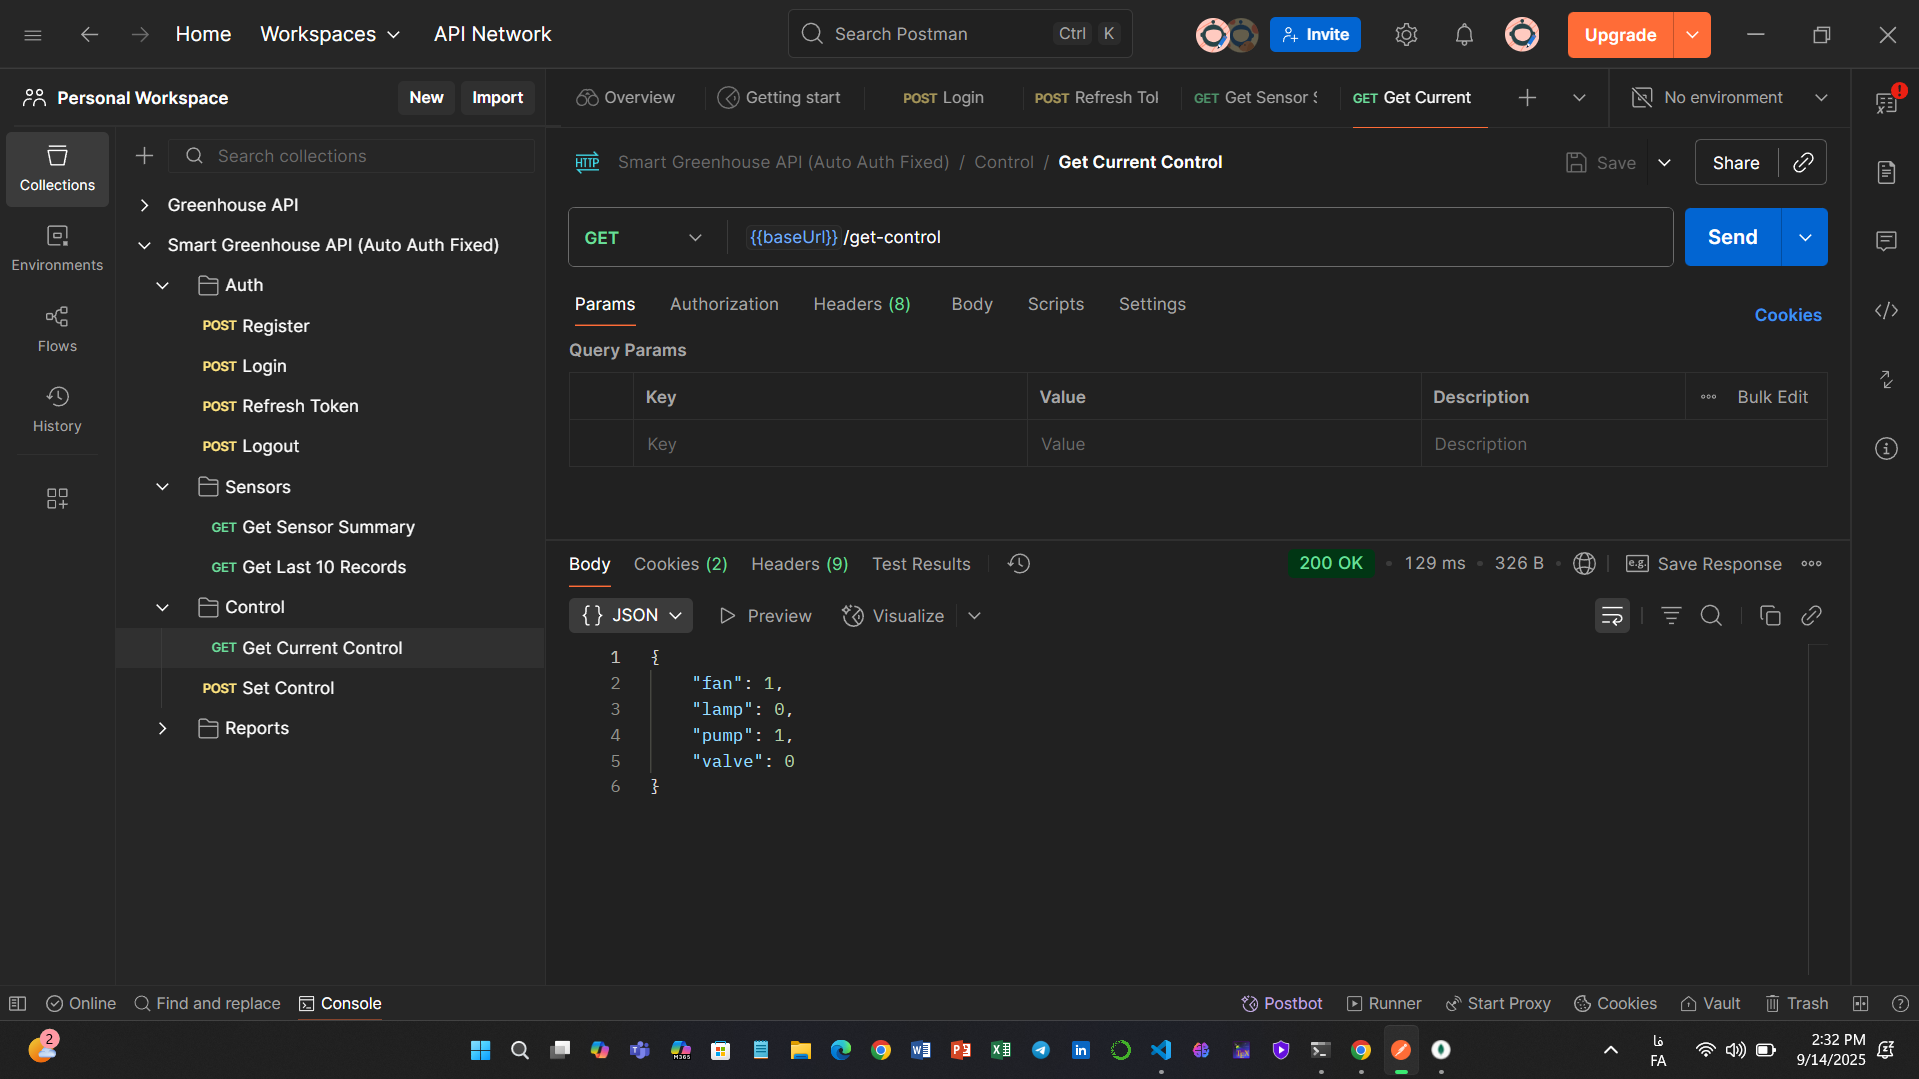 Home Workspaces API Network Search Postman Ctrl K Invite Upgrade
Personal Workspace New Import Overview Getting start POST Login POST Refresh Tol GET Get Sensor S GET Get Current No environment
Search collections
Collections
Environments
Flows
History
Greenhouse API
Smart Greenhouse API (Auto Auth Fixed)
Auth
POST Register
POST Login
POST Refresh Token
POST Logout
Sensors
GET Get Sensor Summary
GET Get Last 10 Records
Control
GET Get Current Control
POST Set Control
Reports
HTTP Smart Greenhouse API (Auto Auth Fixed) / Control / Get Current Control Save Share
GET {{baseUrl}} /get-control Send
Params Authorization Headers (8) Body Scripts Settings Cookies
Query Params
Key Value Description Bulk Edit
Key Value Description
Body Cookies (2) Headers (9) Test Results 200 OK 129 ms 326 B e.g. Save Response
{} JSON Preview Visualize
1 {
2 "fan": 1,
3 "lamp": 0,
4 "pump": 1,
5 "valve": 0
6 }
Online Find and replace Console Postbot Runner Start Proxy Cookies Vault Trash
2 فا 2:32 PM
FA 9/14/2025